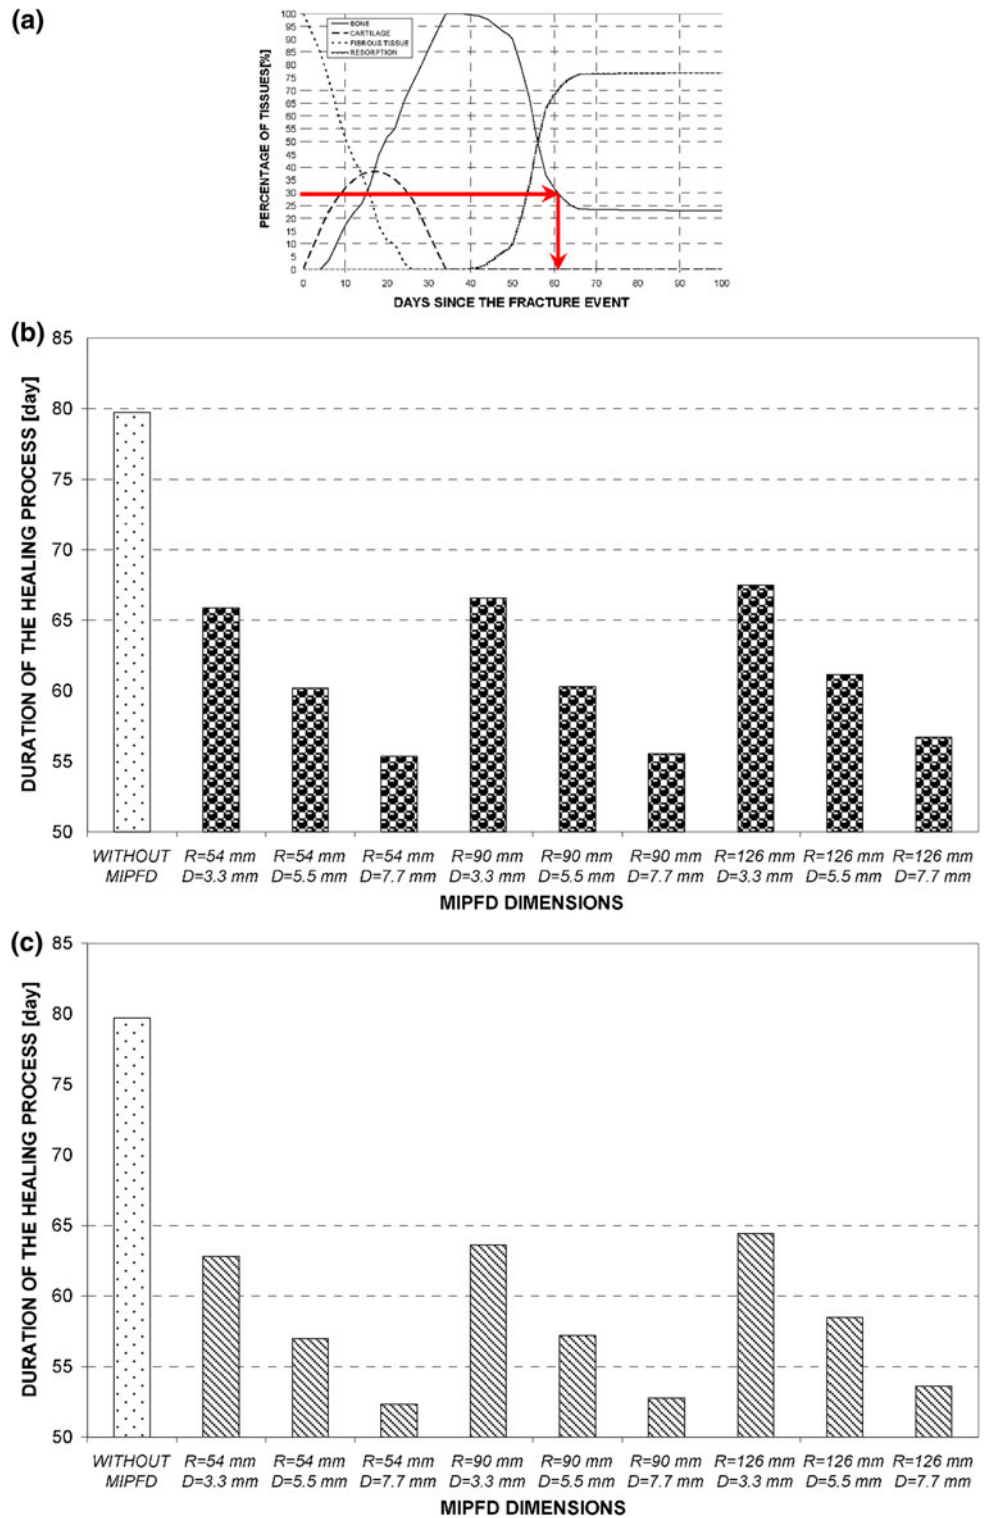 (a)
BONE
CARTILAGE
FIBROUS TISSUE
RESORPTION
PERCENTAGE OF TISSUES[%]
100
95
90
85
80
75
70
65
60
55
50
45
40
35
30
25
20
15
10
5
0
0 10 20 30 40 50 60 70 80 90 100
DAYS SINCE THE FRACTURE EVENT
(b)
DURATION OF THE HEALING PROCESS [day]
85
80
75
70
65
60
55
50
WITHOUT R=54 mm R=54 mm R=54 mm R=90 mm R=90 mm R=90 mm R=126 mm R=126 mm R=126 mm
MIPFD D=3.3 mm D=5.5 mm D=7.7 mm D=3.3 mm D=5.5 mm D=7.7 mm D=3.3 mm D=5.5 mm D=7.7 mm
MIPFD DIMENSIONS
(c)
DURATION OF THE HEALING PROCESS [day]
85
80
75
70
65
60
55
50
WITHOUT R=54 mm R=54 mm R=54 mm R=90 mm R=90 mm R=90 mm R=126 mm R=126 mm R=126 mm
MIPFD D=3.3 mm D=5.5 mm D=7.7 mm D=3.3 mm D=5.5 mm D=7.7 mm D=3.3 mm D=5.5 mm D=7.7 mm
MIPFD DIMENSIONS